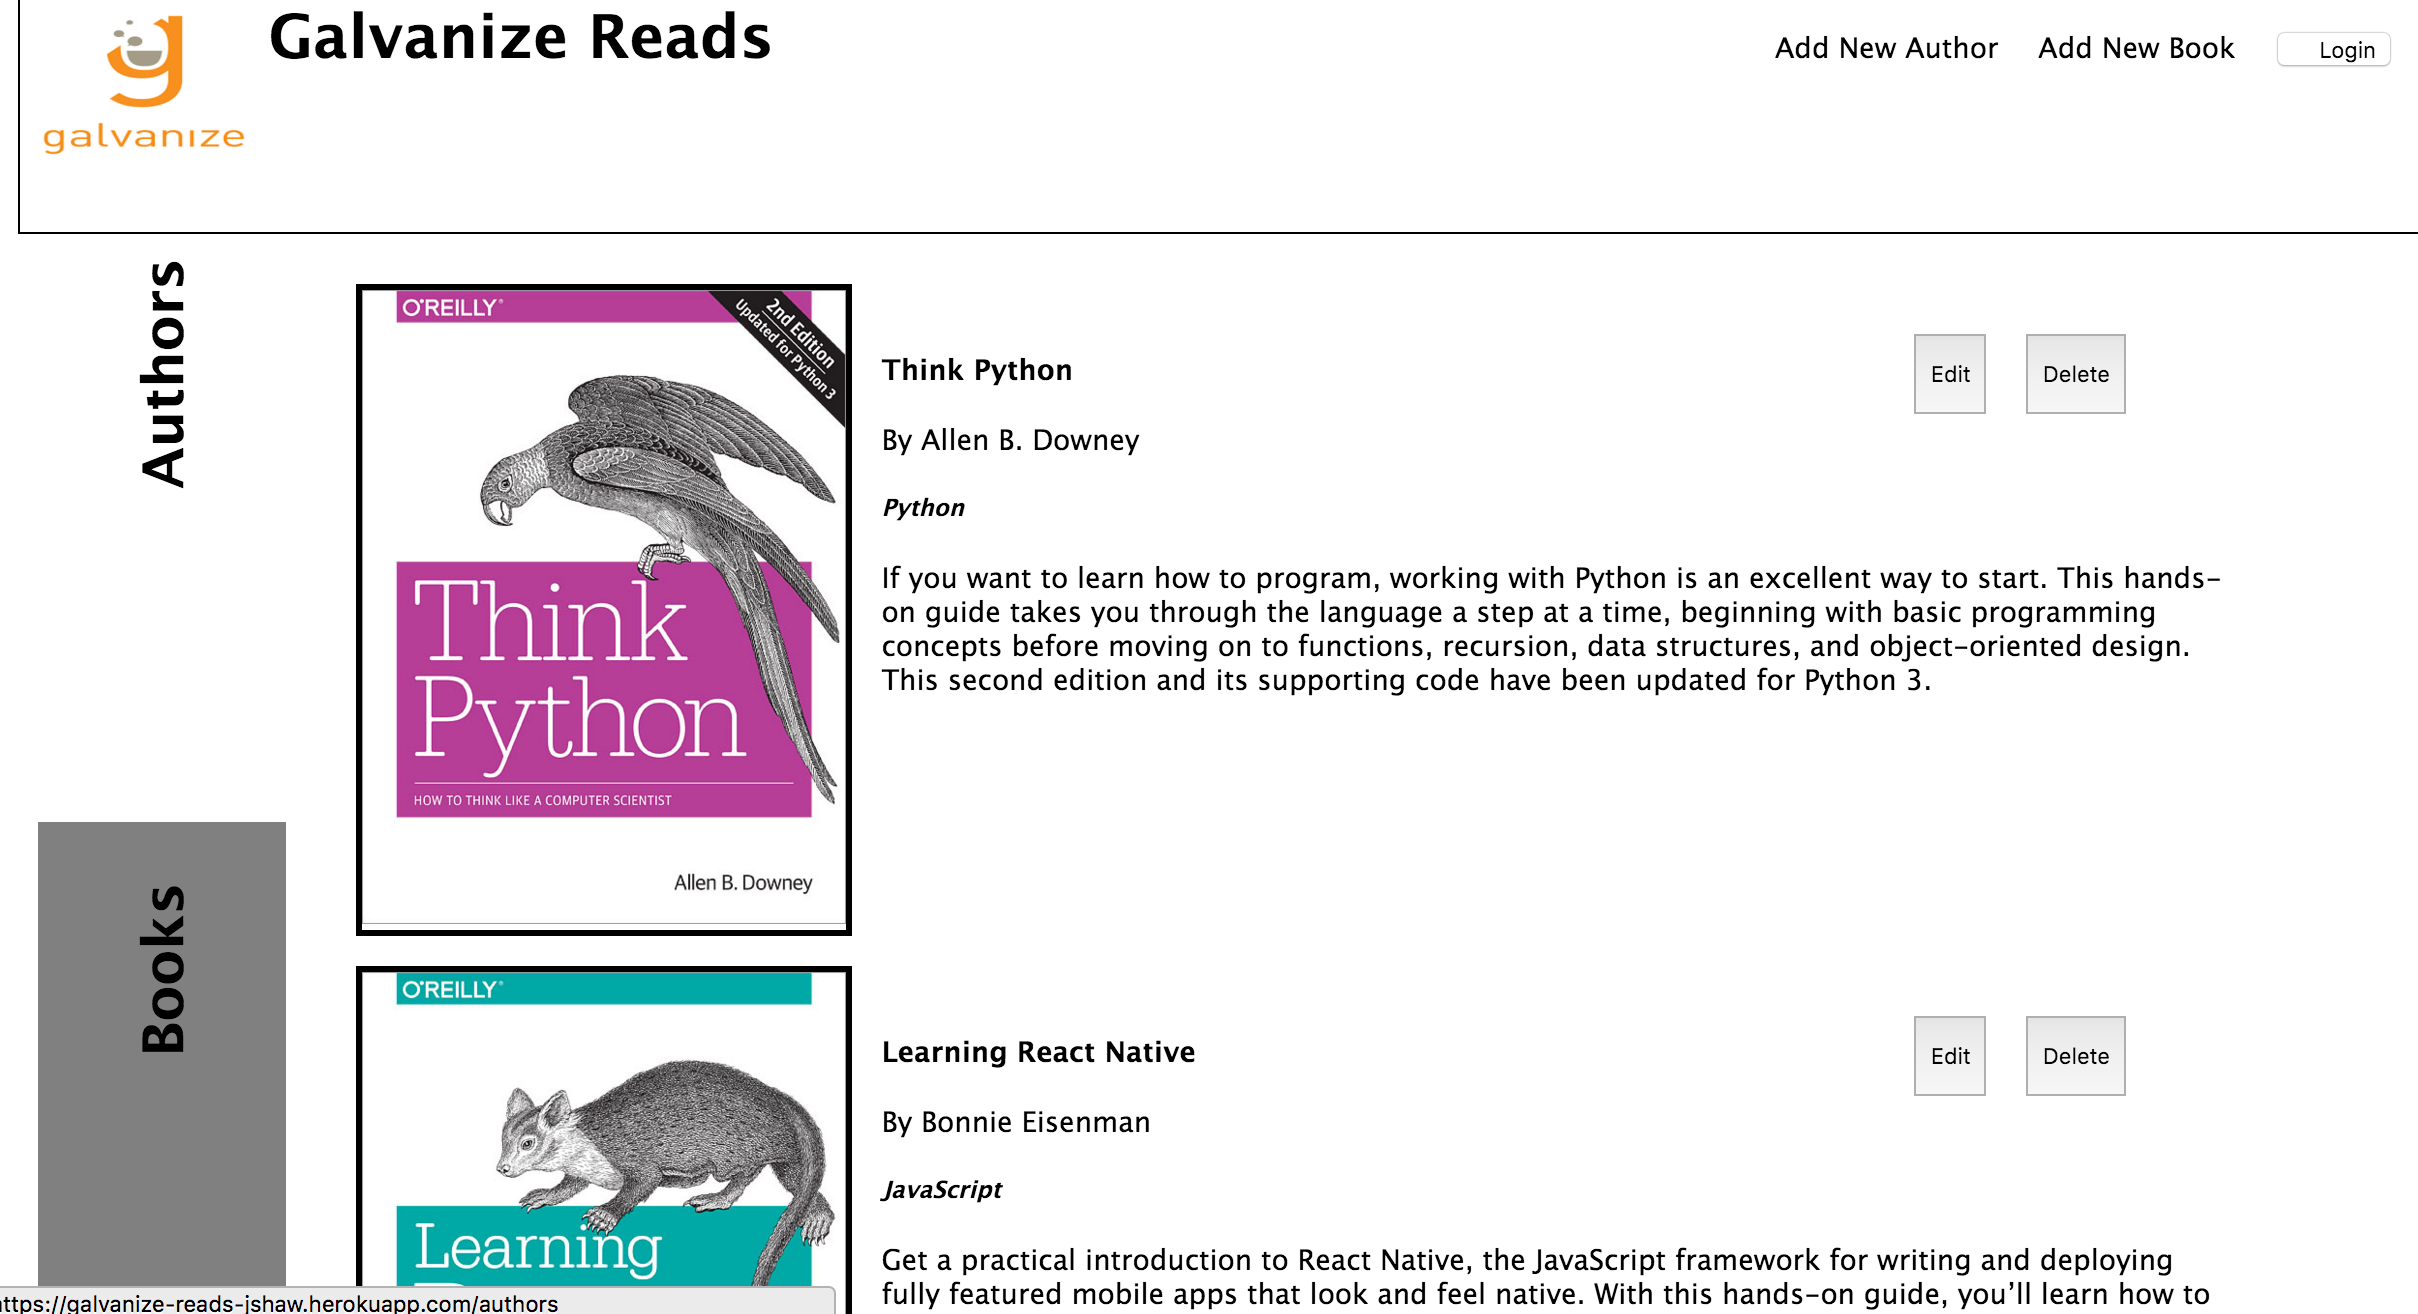 galvanize
Galvanize Reads
Add New Author
Add New Book
Login
Authors
Books
O'REILLY®
2nd Edition
Updated for Python 3
Think
Python
HOW TO THINK LIKE A COMPUTER SCIENTIST
Allen B. Downey
Think Python
Edit
Delete
By Allen B. Downey
Python
If you want to learn how to program, working with Python is an excellent way to start. This hands-
on guide takes you through the language a step at a time, beginning with basic programming
concepts before moving on to functions, recursion, data structures, and object-oriented design.
This second edition and its supporting code have been updated for Python 3.
O'REILLY®
Learning
Learning React Native
Edit
Delete
By Bonnie Eisenman
JavaScript
Get a practical introduction to React Native, the JavaScript framework for writing and deploying
fully featured mobile apps that look and feel native. With this hands-on guide, you'll learn how to
ttps://galvanize-reads-jshaw.herokuapp.com/authors